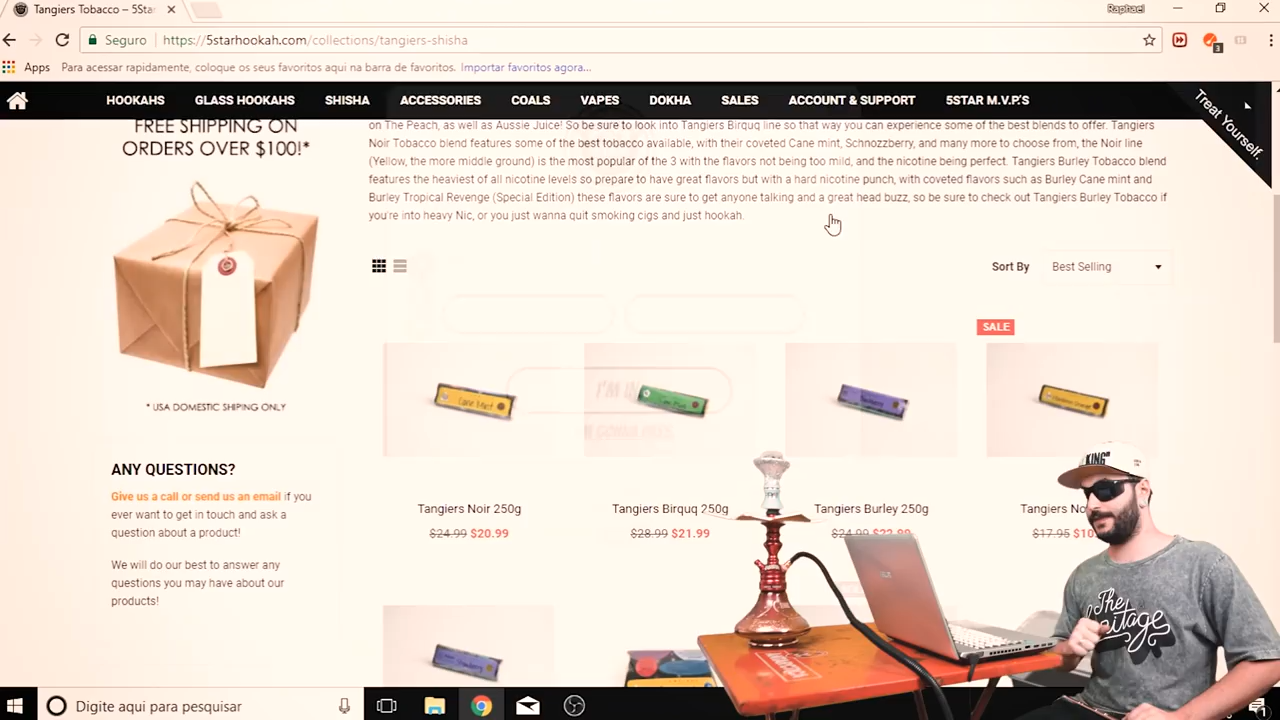 Tangiers Tobacco – 5Star
Raphael
Seguro
https://5starhookah.com/collections/tangiers-shisha
3
Apps
Para acessar rapidamente, coloque os seus favoritos aqui na barra de favoritos. Importar favoritos agora...
HOOKAHS GLASS HOOKAHS SHISHA ACCESSORIES COALS VAPES DOKHA SALES ACCOUNT & SUPPORT 5STAR M.V.P.'S
Treat Yourself.
FREE SHIPPING ON
ORDERS OVER $100!*
* USA DOMESTIC SHIPING ONLY
ANY QUESTIONS?
Give us a call or send us an email if you
ever want to get in touch and ask a
question about a product!
We will do our best to answer any
questions you may have about our
products!
on The Peach, as well as Aussie Juice! So be sure to look into Tangiers Birquq line so that way you can experience some of the best blends to offer. Tangiers
Noir Tobacco blend features some of the best tobacco available, with their coveted Cane mint, Schnozzberry, and many more to choose from, the Noir line
(Yellow, the more middle ground) is the most popular of the 3 with the flavors not being too mild, and the nicotine being perfect. Tangiers Burley Tobacco blend
features the heaviest of all nicotine levels so prepare to have great flavors but with a hard nicotine punch, with coveted flavors such as Burley Cane mint and
Burley Tropical Revenge (Special Edition) these flavors are sure to get anyone talking and a great head buzz, so be sure to check out Tangiers Burley Tobacco if
you're into heavy Nic, or you just wanna quit smoking cigs and just hookah.
Sort By Best Selling
SALE
Cane Mint
I'M IN
Tangiers Noir 250g
$24.99 $20.99
Tangiers Birquq 250g
$28.99 $21.99
Tangiers Burley 250g
$24.99 $22.99
Tangiers No
$17.95 $10.
KING
The
Heritage
ASUS
Digite aqui para pesquisar
1